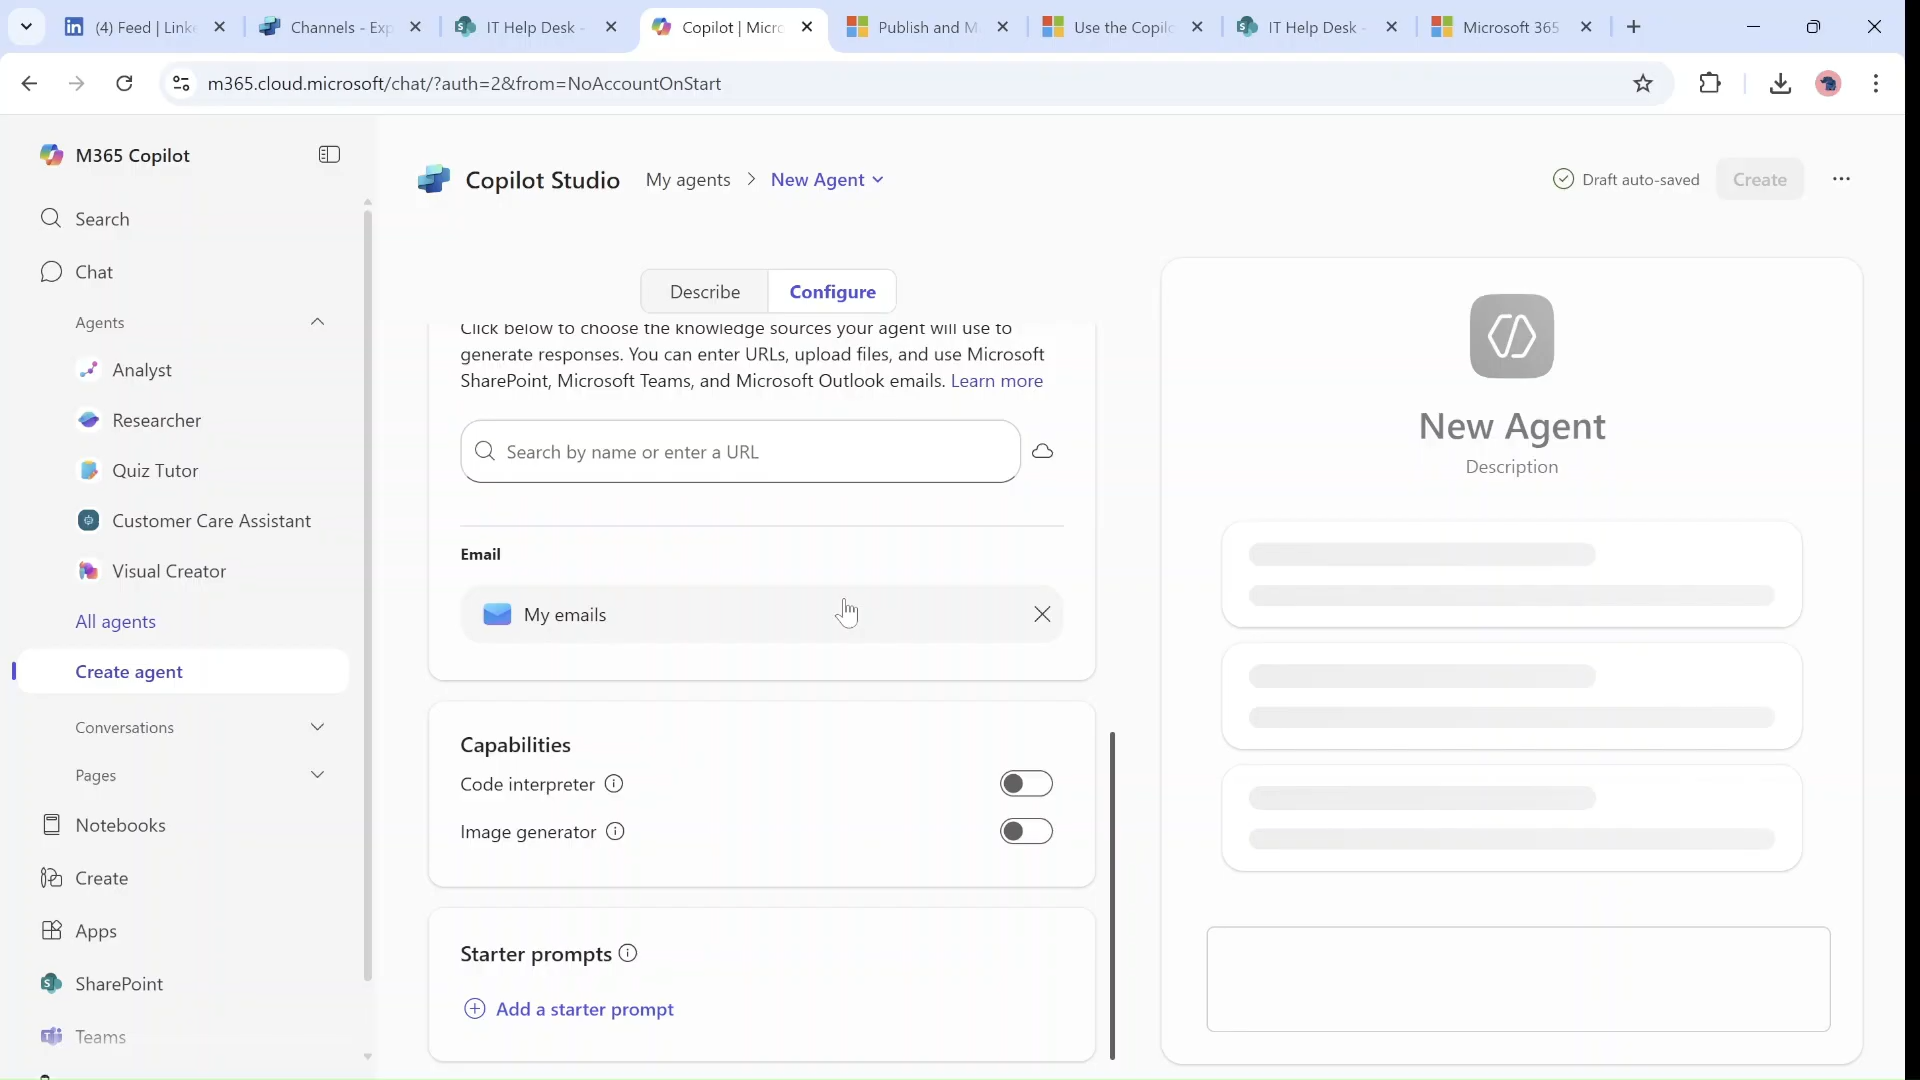 (4) Feed | Linke
Channels - Exp
IT Help Desk -
Copilot | Micro
Publish and M
Use the Copilo
IT Help Desk -
Microsoft 365
m365.cloud.microsoft/chat/?auth=2&from=NoAccountOnStart
M365 Copilot
Search
Chat
Agents
Analyst
Researcher
Quiz Tutor
Customer Care Assistant
Visual Creator
All agents
Create agent
Conversations
Pages
Notebooks
Create
Apps
SharePoint
Teams
Copilot Studio
My agents > New Agent
Draft auto-saved
Create
Describe
Configure
Click below to choose the knowledge sources your agent will use to
generate responses. You can enter URLs, upload files, and use Microsoft
SharePoint, Microsoft Teams, and Microsoft Outlook emails. Learn more
Search by name or enter a URL
Email
My emails
Capabilities
Code interpreter
Image generator
Starter prompts
Add a starter prompt
New Agent
Description